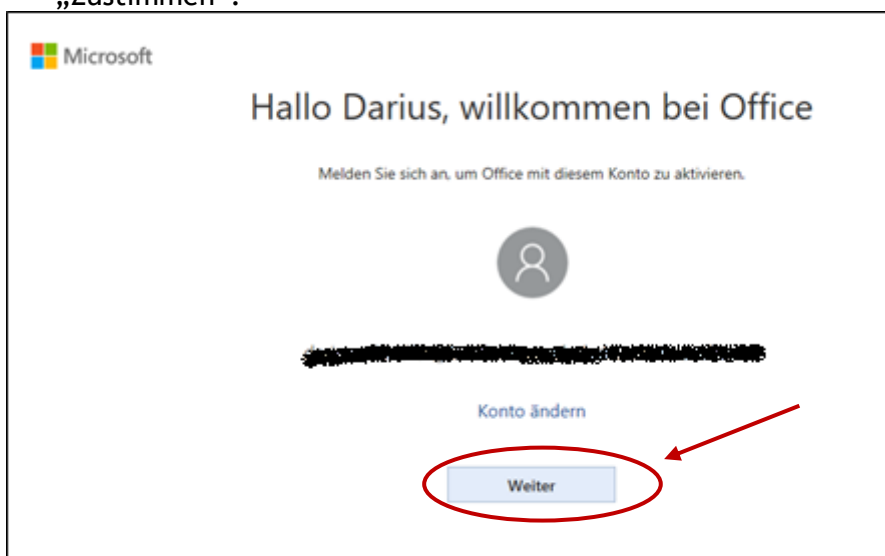 „Zustimmen“.
Microsoft
Hallo Darius, willkommen bei Office
Melden Sie sich an, um Office mit diesem Konto zu aktivieren.
Konto ändern
Weiter